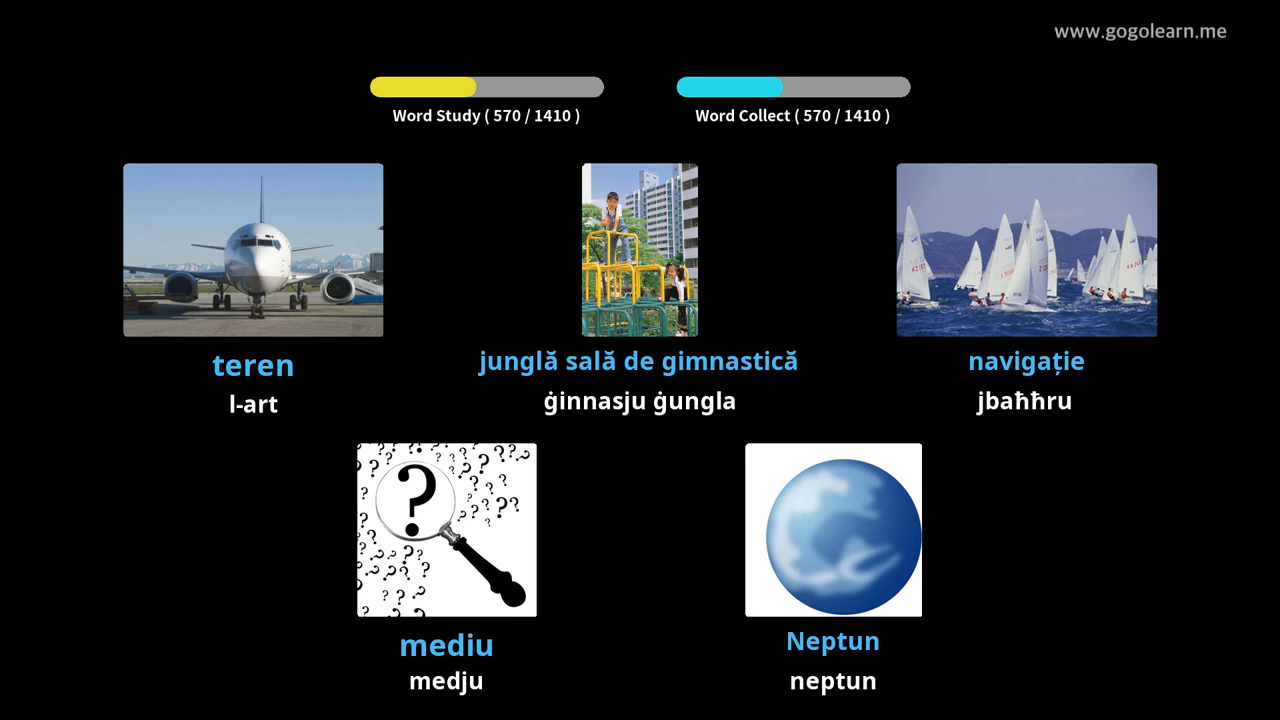 www.gogolearn.me
Word Study ( 570 / 1410 )
Word Collect ( 570 / 1410 )
teren
l-art
junglă sală de gimnastică
ġinnasju ġungla
navigație
jbaħħru
mediu
medju
Neptun
neptun